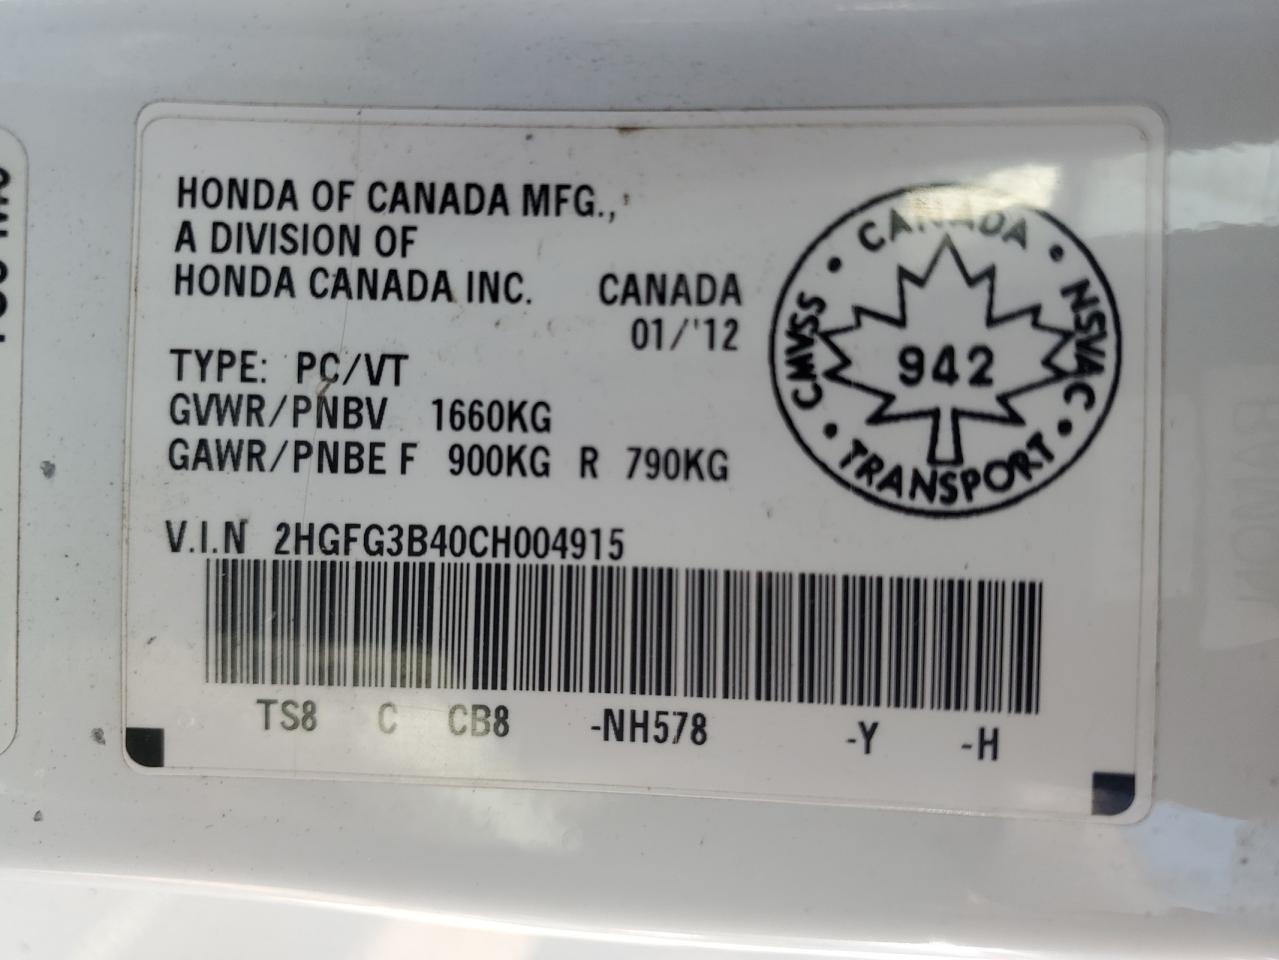 HONDA OF CANADA MFG.,
A DIVISION OF
HONDA CANADA INC. CANADA
01/'12
TYPE: PC/VT
GVWR/PNBV 1660KG
GAWR/PNBE F 900KG R 790KG
V.I.N 2HGFG3B40CH004915
TS8 C CB8 -NH578 -Y -H
CANADA • NSVAC • TRANSPORT • CMVSS •
942